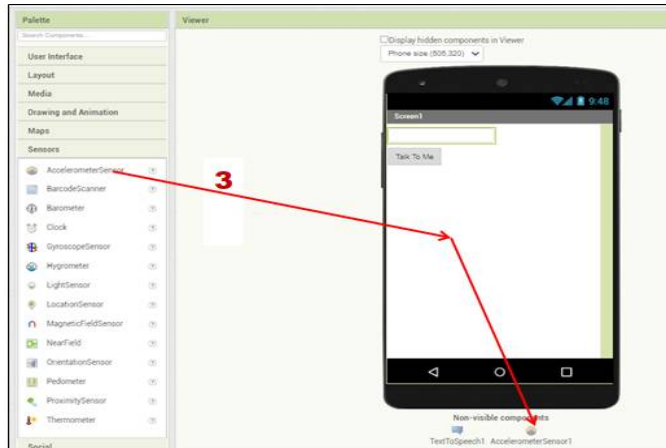 Palette
Search Components...
User Interface
Layout
Media
Drawing and Animation
Maps
Sensors
AccelerometerSensor
BarcodeScanner
Barometer
Clock
GyroscopeSensor
Hygrometer
LightSensor
LocationSensor
MagneticFieldSensor
NearField
OrientationSensor
Pedometer
ProximitySensor
Thermometer
Social
3
Viewer
Display hidden components in Viewer
Phone size (505,320)
9:48
Screen1
Talk To Me
Non-visible components
TextToSpeech1 AccelerometerSensor1